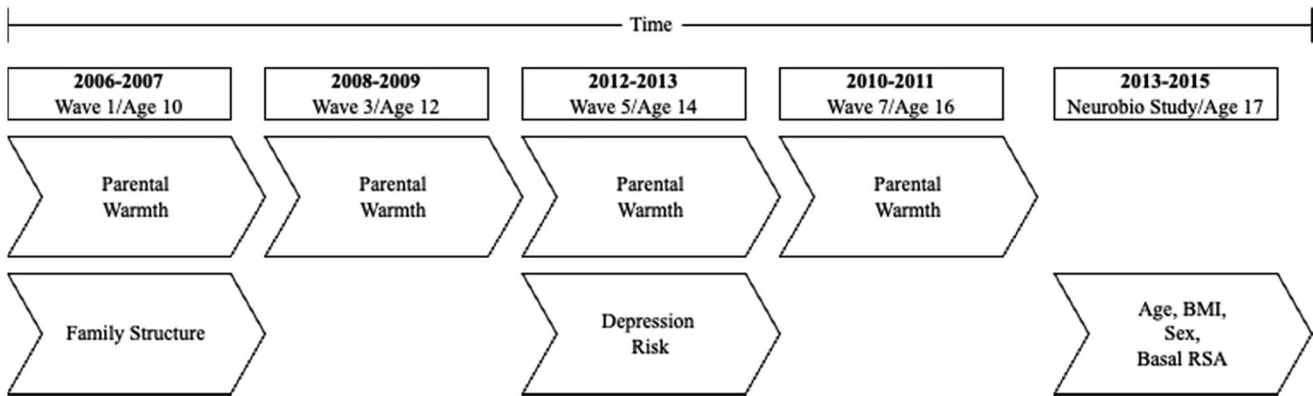 Time
2006-2007
Wave 1/Age 10
2008-2009
Wave 3/Age 12
2012-2013
Wave 5/Age 14
2010-2011
Wave 7/Age 16
2013-2015
Neurobio Study/Age 17
Parental
Warmth
Parental
Warmth
Parental
Warmth
Parental
Warmth
Family Structure
Depression
Risk
Age, BMI,
Sex,
Basal RSA